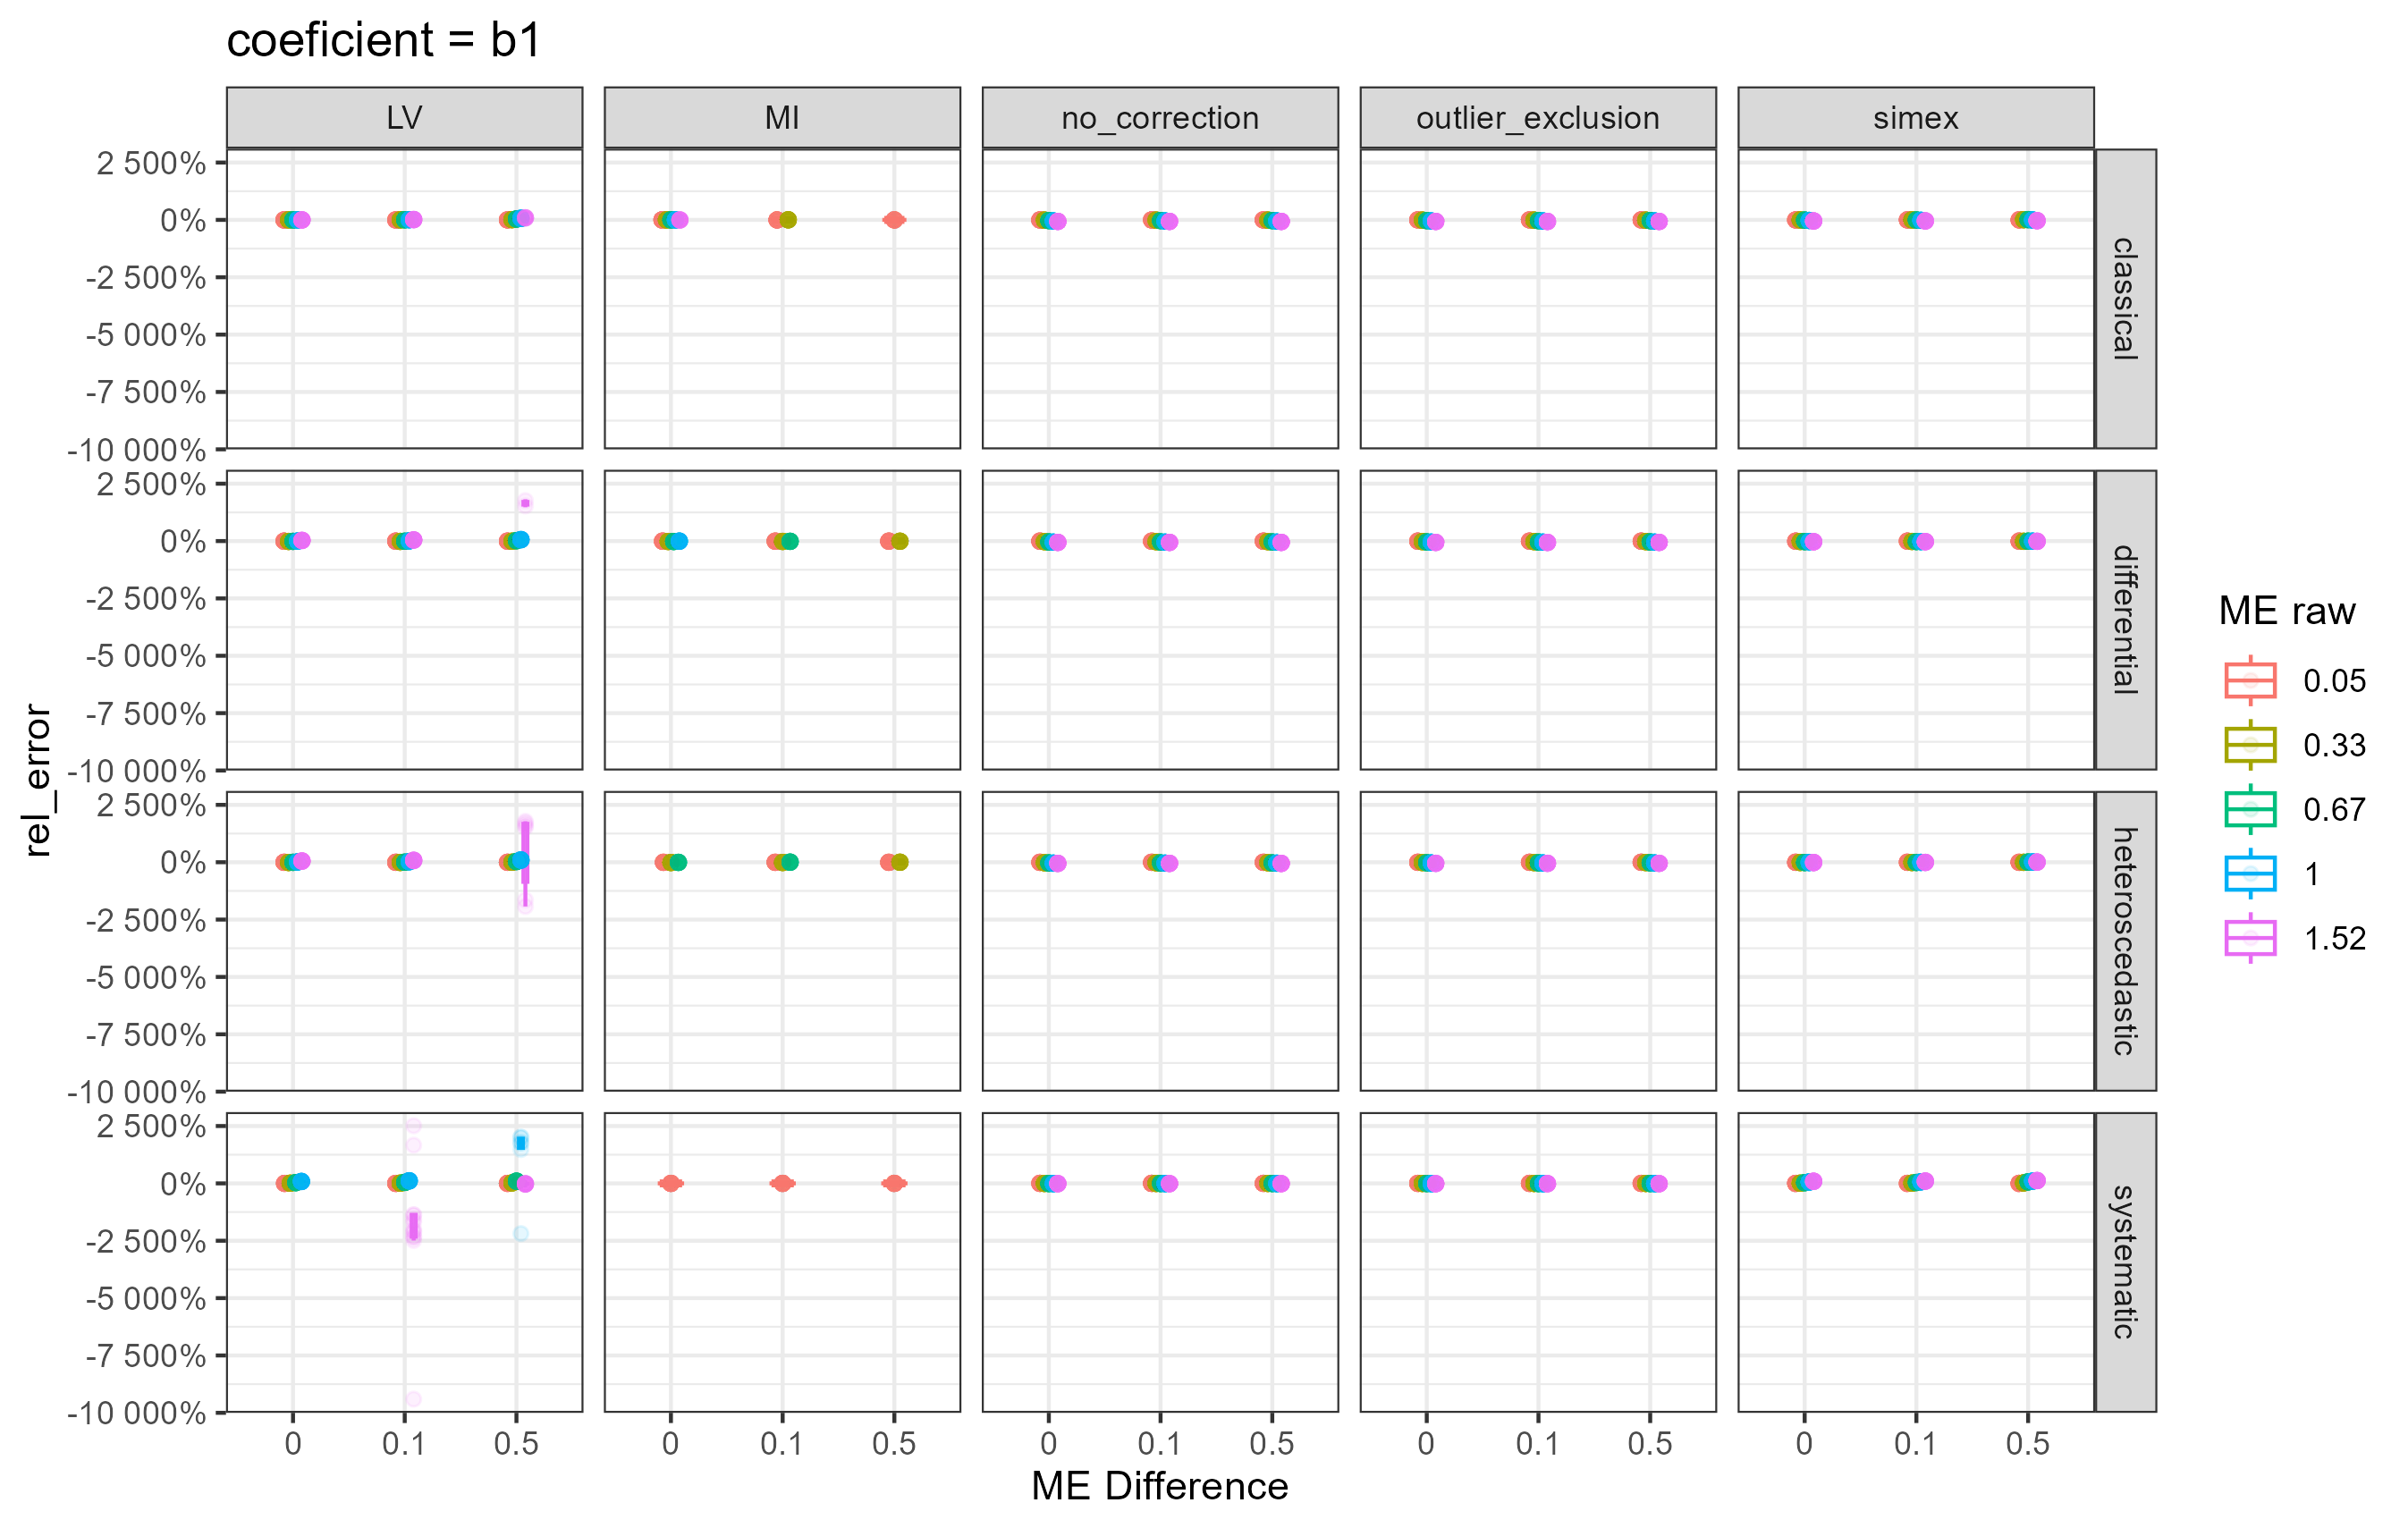 coeficient = b1
LV
MI
no_correction
outlier_exclusion
simex
2 500%
0%
-2 500%
-5 000%
-7 500%
-10 000%
classical
2 500%
0%
-2 500%
-5 000%
-7 500%
-10 000%
differential
2 500%
0%
-2 500%
-5 000%
-7 500%
-10 000%
heteroscedastic
2 500%
0%
-2 500%
-5 000%
-7 500%
-10 000%
systematic
rel_error
0 0.1 0.5
0 0.1 0.5
0 0.1 0.5
0 0.1 0.5
0 0.1 0.5
ME Difference
ME raw
0.05
0.33
0.67
1
1.52